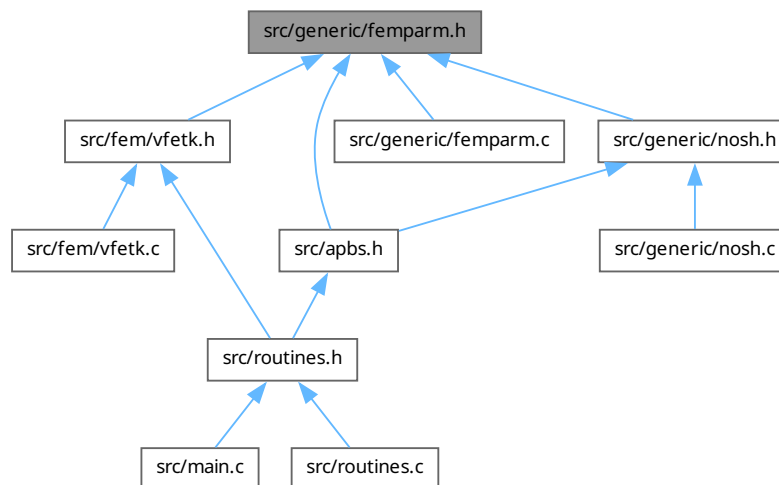 src/generic/femparm.h
src/fem/vfetk.h
src/generic/femparm.c
src/generic/nosh.h
src/fem/vfetk.c
src/apbs.h
src/generic/nosh.c
src/routines.h
src/main.c
src/routines.c